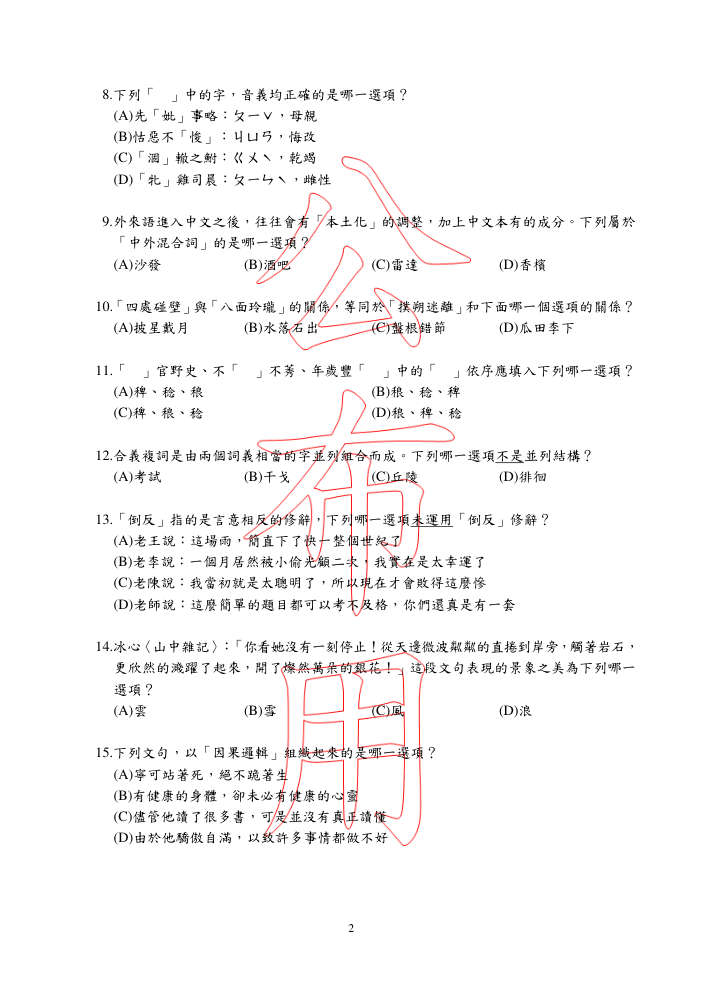 8.下列「　」中的字，音義均正確的是哪一選項？
(A)先「妣」事略：ㄆㄧˇ，母親
(B)怙惡不「悛」：ㄐㄩㄢ，悔改
(C)「涸」轍之鮒：ㄍㄨˋ，乾竭
(D)「牝」雞司晨：ㄆㄧㄣˋ，雌性
9.外來語進入中文之後，往往會有「本土化」的調整，加上中文本有的成分。下列屬於
「中外混合詞」的是哪一選項？
(A)沙發 (B)酒吧 (C)雷達 (D)香檳
10.「四處碰壁」與「八面玲瓏」的關係，等同於「撲朔迷離」和下面哪一個選項的關係？
(A)披星戴月 (B)水落石出 (C)盤根錯節 (D)瓜田李下
11.「　」官野史、不「　」不莠、年歲豐「　」中的「　」依序應填入下列哪一選項？
(A)稗、稔、稂 (B)稂、稔、稗
(C)稗、稂、稔 (D)稂、稗、稔
12.合義複詞是由兩個詞義相當的字並列組合而成。下列哪一選項不是並列結構？
(A)考試 (B)干戈 (C)丘陵 (D)徘徊
13.「倒反」指的是言意相反的修辭，下列哪一選項未運用「倒反」修辭？
(A)老王說：這場雨，簡直下了快一整個世紀了
(B)老李說：一個月居然被小偷光顧二次，我實在是太幸運了
(C)老陳說：我當初就是太聰明了，所以現在才會敗得這麼慘
(D)老師說：這麼簡單的題目都可以考不及格，你們還真是有一套
14.冰心〈山中雜記〉：「你看她沒有一刻停止！從天邊微波粼粼的直捲到岸旁，觸著岩石，
更欣然的濺躍了起來，開了燦然萬朵的銀花！」這段文句表現的景象之美為下列哪一
選項？
(A)雲 (B)雪 (C)風 (D)浪
15.下列文句，以「因果邏輯」組織起來的是哪一選項？
(A)寧可站著死，絕不跪著生
(B)有健康的身體，卻未必有健康的心靈
(C)儘管他讀了很多書，可是並沒有真正讀懂
(D)由於他驕傲自滿，以致許多事情都做不好
公布用
2